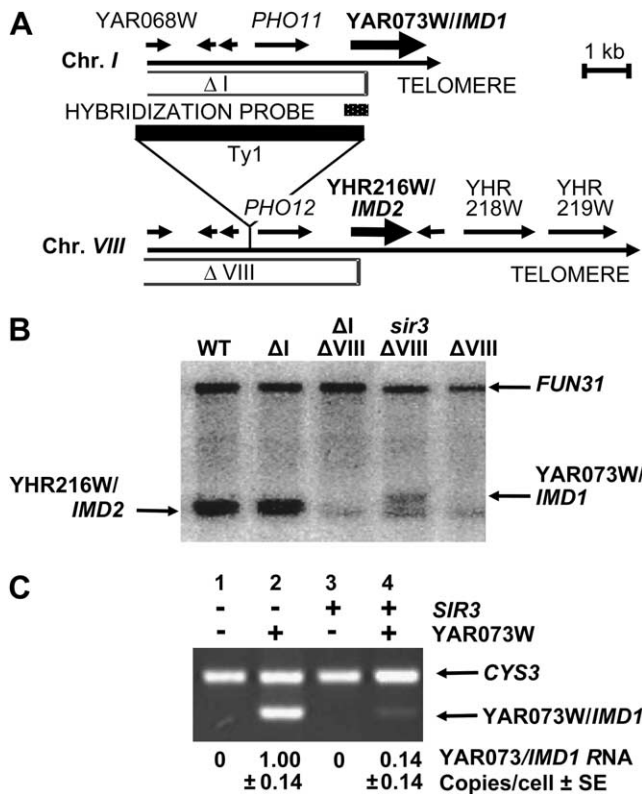 A
YAR068W PHO11 YAR073W/IMD1
1 kb
Chr. I
Δ I TELOMERE
HYBRIDIZATION PROBE
Ty1
YHR216W/
IMD2
PHO12
YHR
218W
YHR
219W
Chr. VIII
Δ VIII TELOMERE
B
WT
ΔI
ΔI
ΔVIII
sir3
ΔVIII
ΔVIII
FUN31
YHR216W/
IMD2
YAR073W/
IMD1
C
1 2 3 4
- - + + SIR3
- + - + YAR073W
CYS3
YAR073W/IMD1
0 1.00 0 0.14 YAR073/IMD1 RNA
±0.14 ±0.14 Copies/cell ± SE